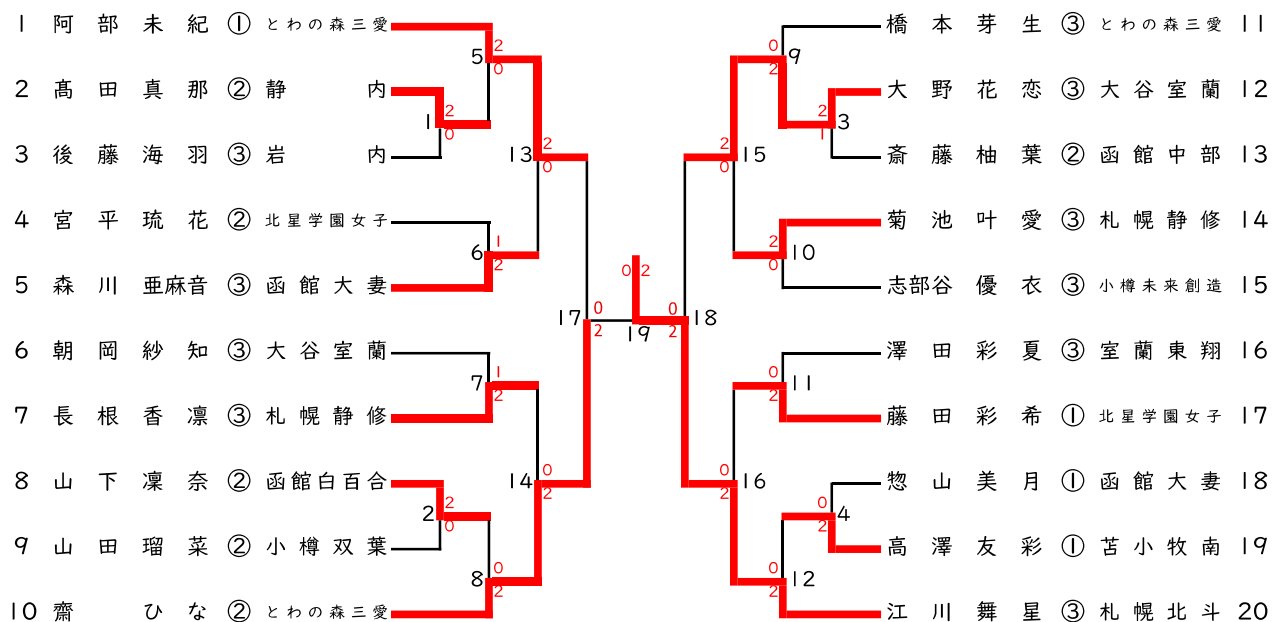 1 阿部未紀 ① とわの森三愛
2 髙田真那 ② 静内
3 後藤海羽 ③ 岩内
4 宮平琉花 ② 北星学園女子
5 森川亜麻音 ③ 函館大妻
6 朝岡紗知 ③ 大谷室蘭
7 長根香凛 ③ 札幌静修
8 山下凜奈 ② 函館白百合
9 山田瑠菜 ② 小樽双葉
10 齋ひな ② とわの森三愛
5 2 0
1 2 0
13 2 0
6 1 2
17 0 2
7 1 2
14 0 2
2 2 0
8 0 2
0 2
19
9 0 2
3 2 1
15 2 0
10 2 0
18 0 2
11 0 2
16 0 2
4 0 2
12 0 2
橋本芽生 ③ とわの森三愛 11
大野花恋 ③ 大谷室蘭 12
斎藤柚葉 ② 函館中部 13
菊池叶愛 ③ 札幌静修 14
志部谷優衣 ③ 小樽未来創造 15
澤田彩夏 ③ 室蘭東翔 16
藤田彩希 ① 北星学園女子 17
惣山美月 ① 函館大妻 18
高澤友彩 ① 苫小牧南 19
江川舞星 ③ 札幌北斗 20